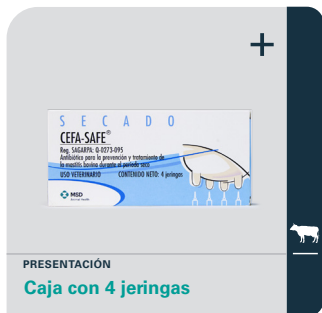 SECADO
CEFA-SAFE®
Reg. SAGARPA: Q-0273-095
Antibiótico para la prevención y tratamiento de
la mastitis bovina durante el periodo seco
USO VETERINARIO CONTENIDO NETO: 4 jeringas
MSD
Animal Health
PRESENTACIÓN
Caja con 4 jeringas